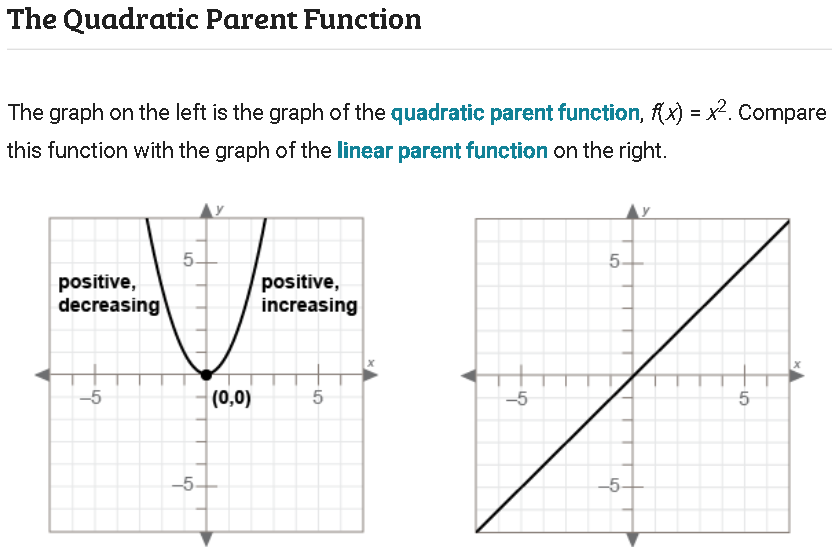 The Quadratic Parent Function
The graph on the left is the graph of the quadratic parent function, f(x) = x². Compare
this function with the graph of the linear parent function on the right.
y
5
positive,
decreasing
positive,
increasing
x
–5
(0,0)
5
–5
y
5
x
–5
5
–5